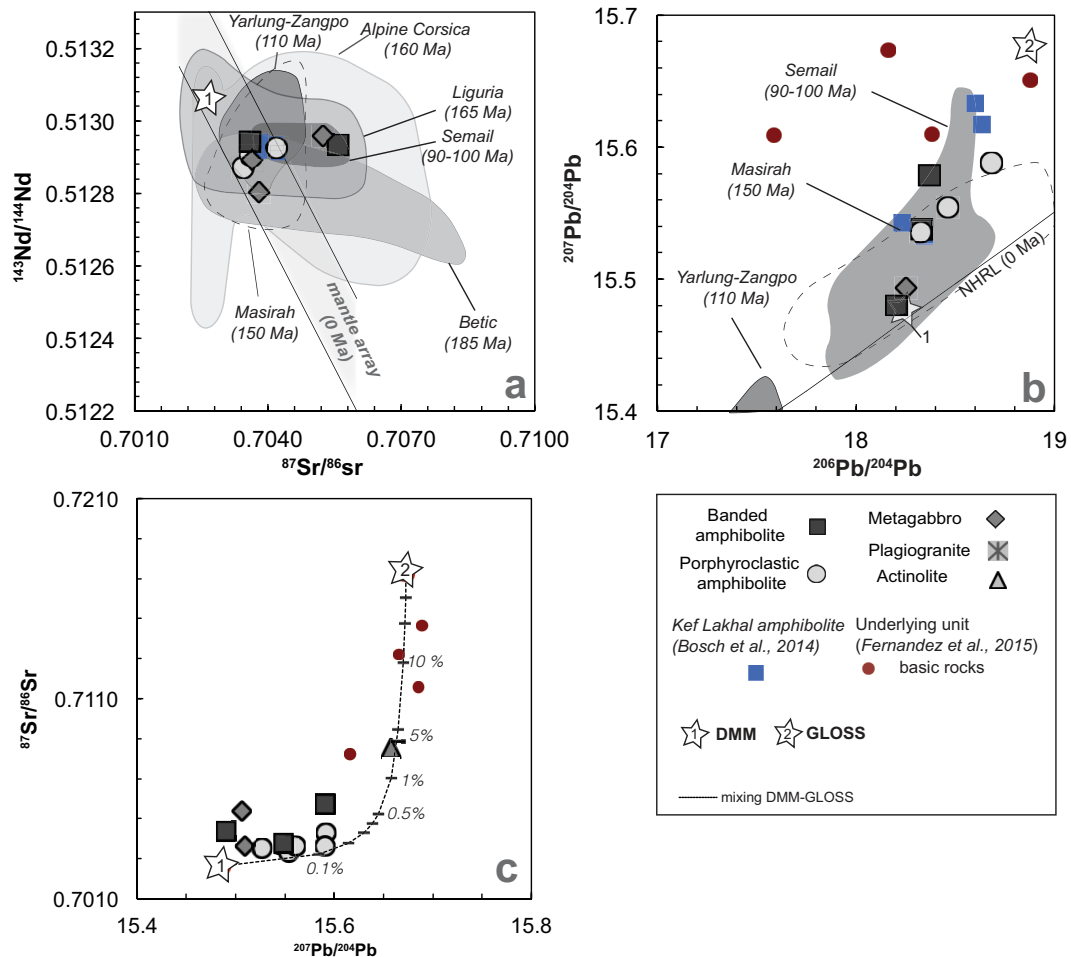 Yarlung-Zangpo
(110 Ma)
Alpine Corsica
(160 Ma)
0.5132
0.5130
0.5128
0.5126
0.5124
0.5122
143Nd/144Nd
1
Liguria
(165 Ma)
Semail
(90-100 Ma)
Masirah
(150 Ma)
mantle array
(0 Ma)
Betic
(185 Ma)
a
0.7010
0.7040
0.7070
0.7100
87Sr/86sr
15.7
15.6
15.5
15.4
207Pb/204Pb
2
Semail
(90-100 Ma)
Masirah
(150 Ma)
Yarlung-Zangpo
(110 Ma)
NHRL (0 Ma)
1
b
17
18
19
206Pb/204Pb
0.7210
0.7110
0.7010
87Sr/86Sr
2
10 %
5%
1%
0.5%
0.1%
1
c
15.4
15.6
15.8
207Pb/204Pb
Banded
amphibolite
Metagabbro
Plagiogranite
Porphyroclastic
amphibolite
Actinolite
Kef Lakhal amphibolite
(Bosch et al., 2014)
Underlying unit
(Fernandez et al., 2015)
basic rocks
1 DMM
2 GLOSS
mixing DMM-GLOSS